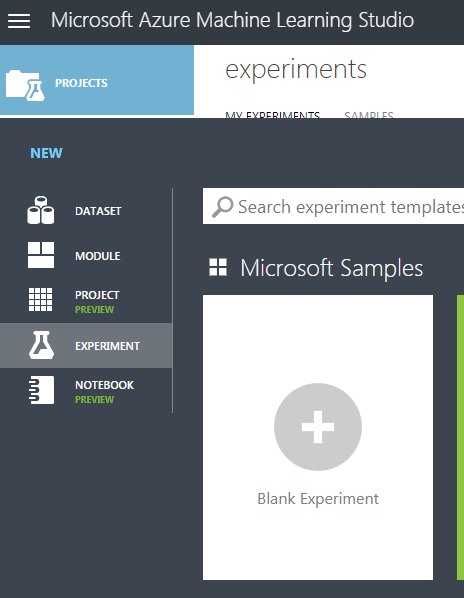 Microsoft Azure Machine Learning Studio
PROJECTS
experiments
MY EXPERIMENTS SAMPLES
NEW
DATASET
MODULE
PROJECT
PREVIEW
EXPERIMENT
NOTEBOOK
PREVIEW
Search experiment templates
Microsoft Samples
Blank Experiment